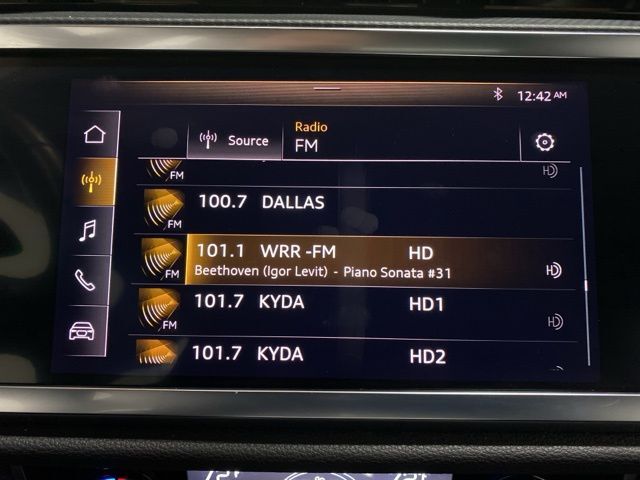 12:42 AM
Source
Radio
FM
FM
100.7 DALLAS
FM
101.1 WRR -FM HD
Beethoven (Igor Levit) - Piano Sonata #31
FM
101.7 KYDA HD1
FM
101.7 KYDA HD2